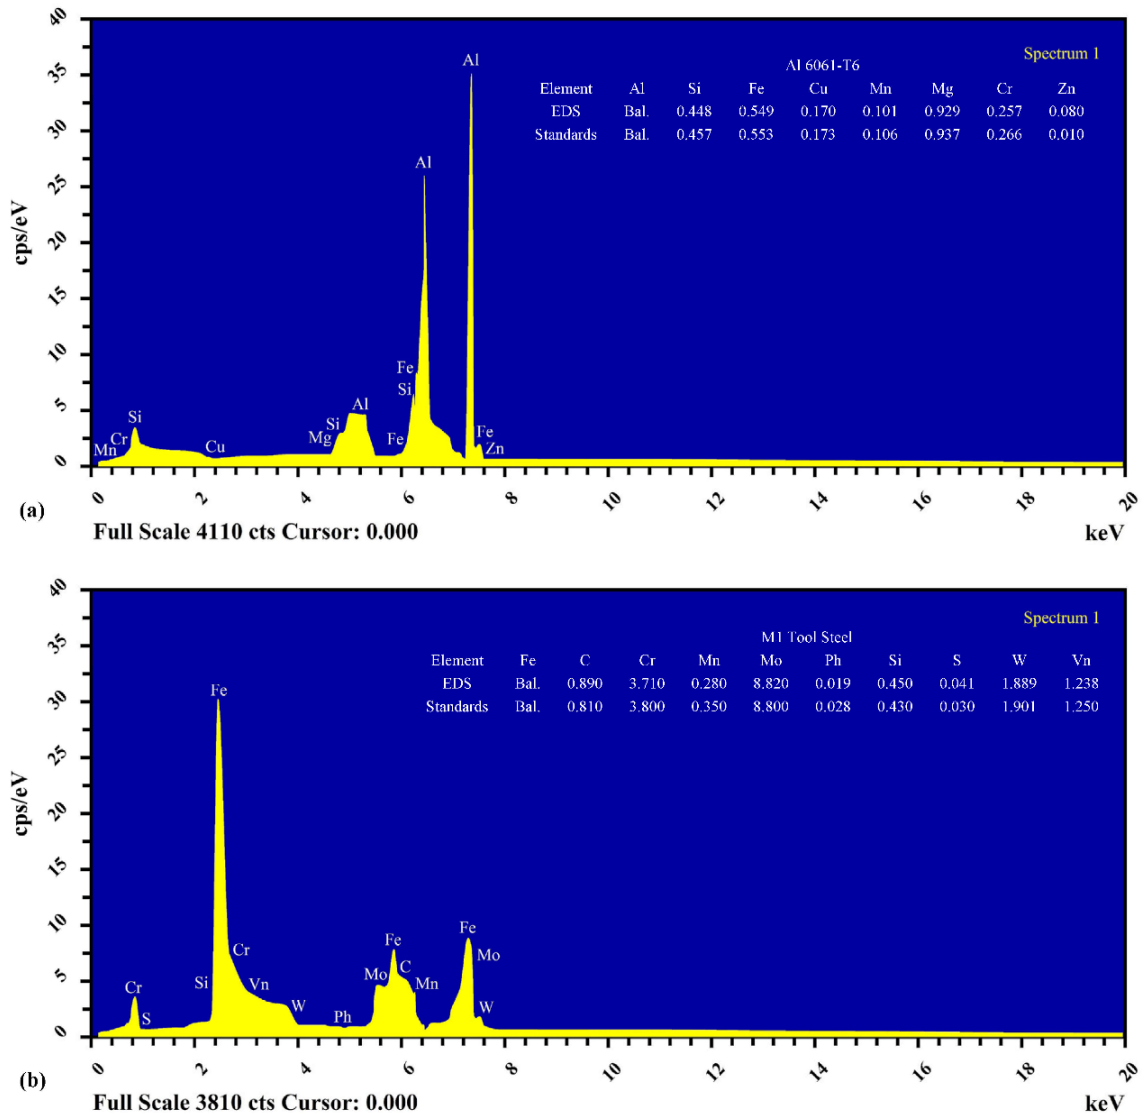 40
35
30
25
20
15
10
5
0
cps/eV
Spectrum 1
Al 6061-T6
Element Al Si Fe Cu Mn Mg Cr Zn
EDS Bal. 0.448 0.549 0.170 0.101 0.929 0.257 0.080
Standards Bal. 0.457 0.553 0.173 0.106 0.937 0.266 0.010
Al
Al
Fe
Si
Al
Si
Mg
Fe
Si
Cr
Mn
Cu
Fe
Zn
0 2 4 6 8 10 12 14 16 18 20
(a)
Full Scale 4110 cts Cursor: 0.000 keV
40
35
30
25
20
15
10
5
0
cps/eV
Spectrum 1
M1 Tool Steel
Element Fe C Cr Mn Mo Ph Si S W Vn
EDS Bal. 0.890 3.710 0.280 8.820 0.019 0.450 0.041 1.889 1.238
Standards Bal. 0.810 3.800 0.350 8.800 0.028 0.430 0.030 1.901 1.250
Fe
Cr
Si
Cr
S
Vn
W
Ph
Fe
Mo
C
Mn
Fe
Mo
W
0 2 4 6 8 10 12 14 16 18 20
(b)
Full Scale 3810 cts Cursor: 0.000 keV